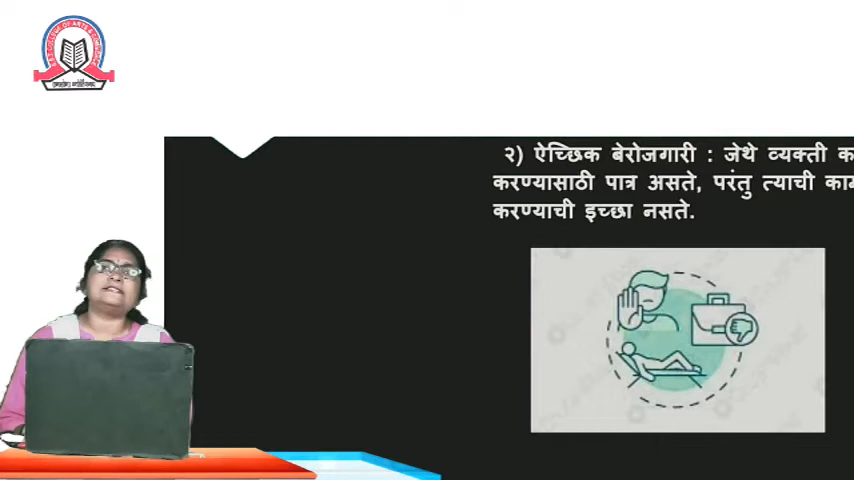 २) ऐच्छिक बेरोजगारी : जेथे व्यक्ती
करण्यासाठी पात्र असते, परंतु त्याची
करण्याची इच्छा नसते.